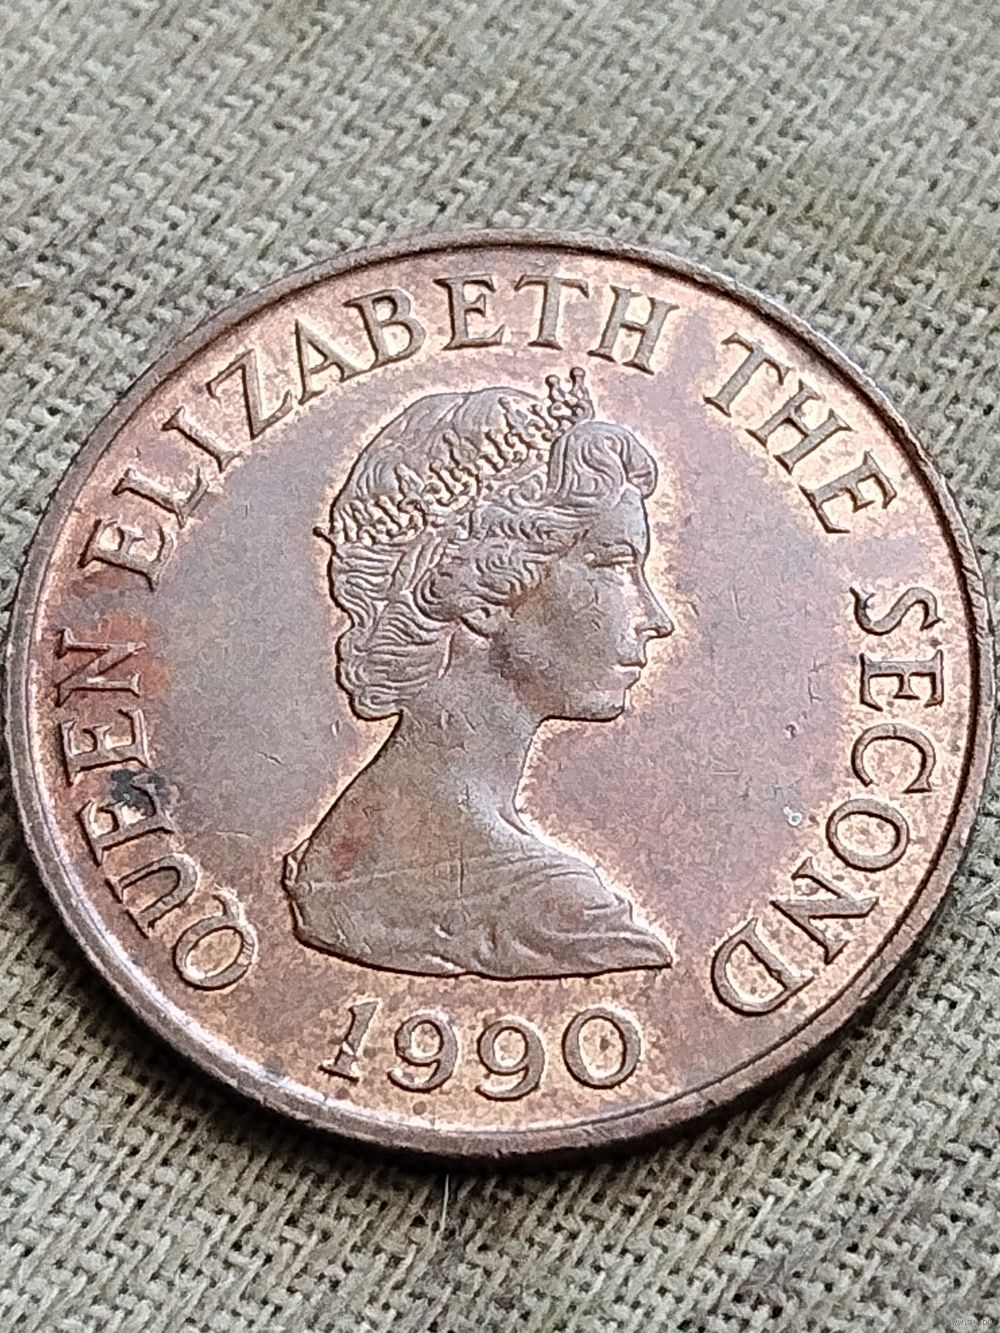 QUEEN ELIZABETH THE SECOND
1990